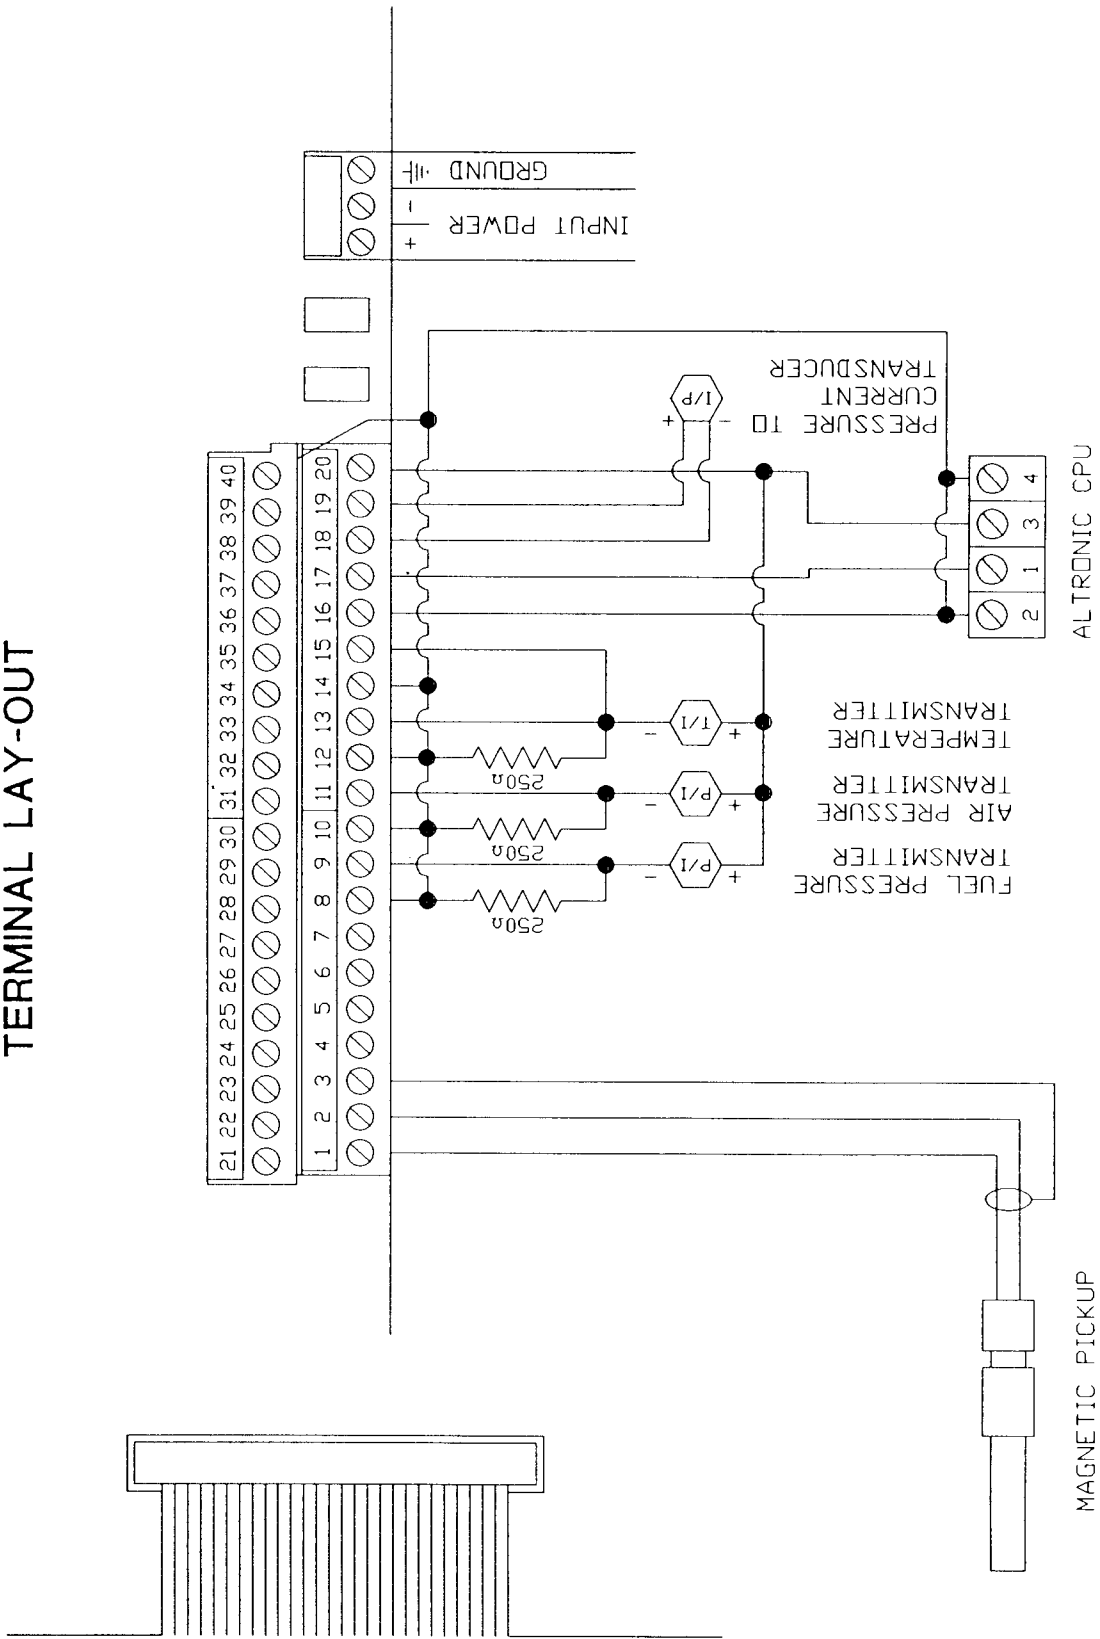 TERMINAL LAY-OUT
21 22 23 24 25 26 27 28 29 30 31 32 33 34 35 36 37 38 39 40
1 2 3 4 5 6 7 8 9 10 11 12 13 14 15 16 17 18 19 20
GROUND
- +
INPUT POWER
I/P
+ -
PRESSURE TO
CURRENT
TRANSDUCER
2 1 3 4
ALTRONIC CPU
250Ω
- T/I +
TEMPERATURE
TRANSMITTER
250Ω
- P/I +
AIR PRESSURE
TRANSMITTER
250Ω
- P/I +
FUEL PRESSURE
TRANSMITTER
MAGNETIC PICKUP